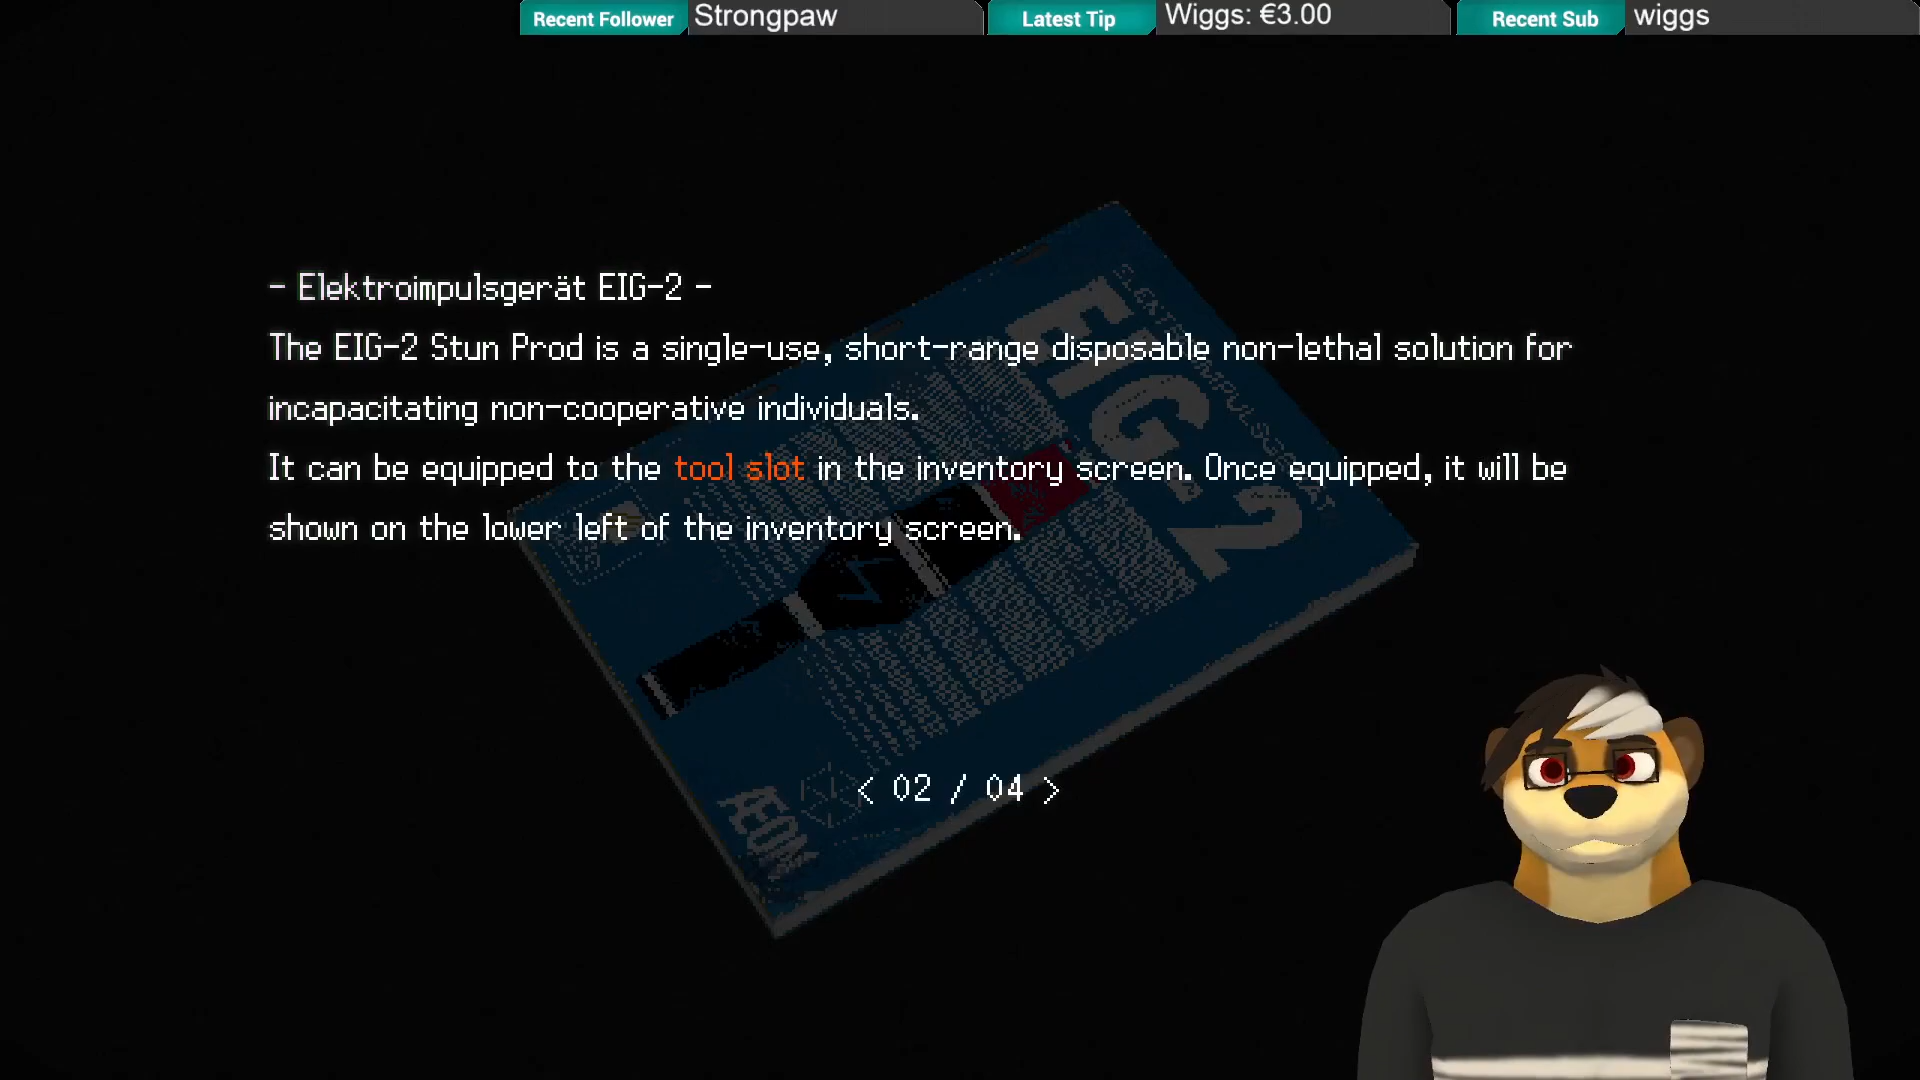 Recent Follower Strongpaw Latest Tip Wiggs: €3.00 Recent Sub wiggs
- Elektroimpulsgerät EIG-2 -
The EIG-2 Stun Prod is a single-use, short-range disposable non-lethal solution for
incapacitating non-cooperative individuals.
It can be equipped to the tool slot in the inventory screen. Once equipped, it will be
shown on the lower left of the inventory screen.
EIG-2
AEON
< 02 / 04 >